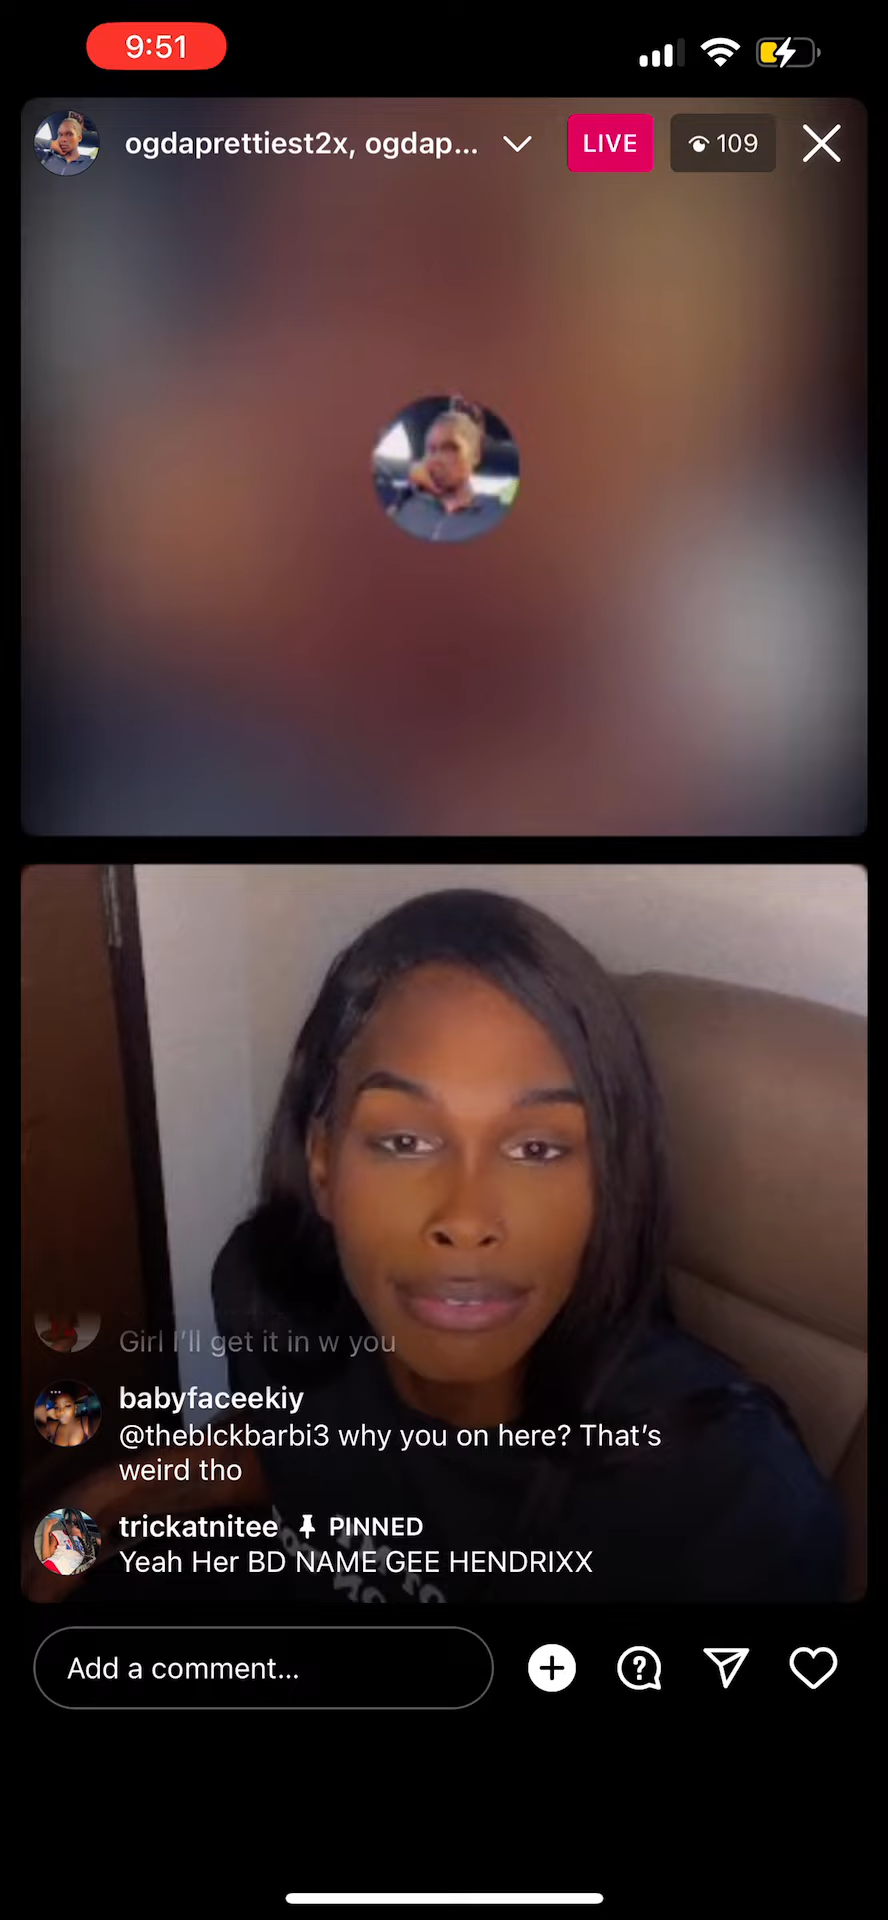 9:51
ogdaprettiest2x, ogdap...
LIVE
109
Girl I'll get it in w you
babyfaceekiy
@theblckbarbi3 why you on here? That's
weird tho
trickatnitee PINNED
Yeah Her BD NAME GEE HENDRIXX
Add a comment...